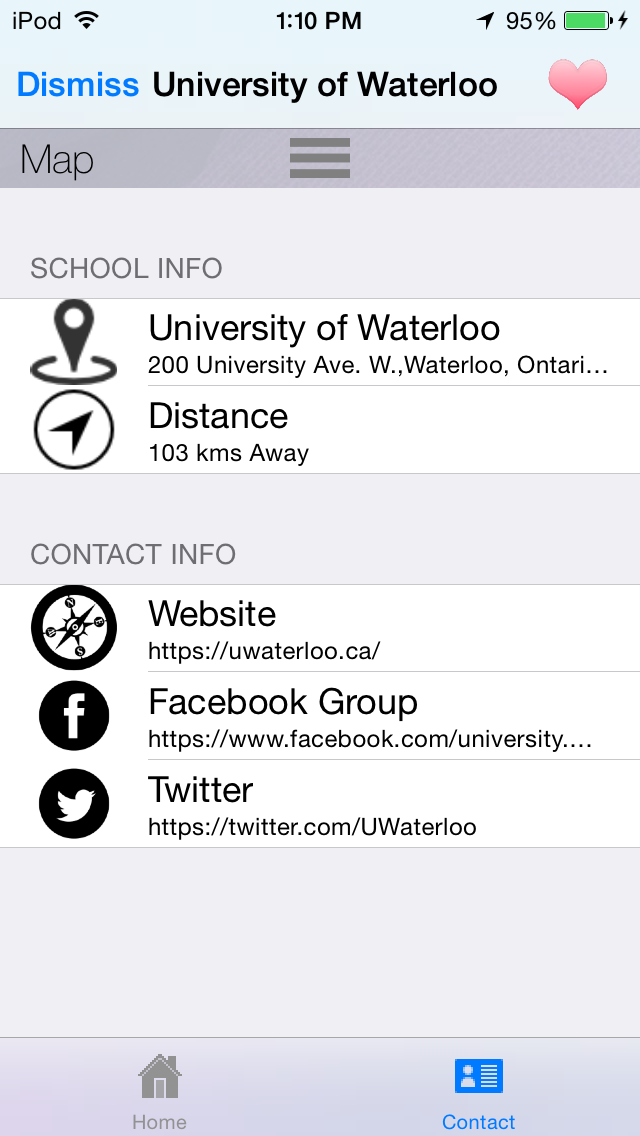 iPod 1:10 PM 95%
Dismiss University of Waterloo
Map
SCHOOL INFO
University of Waterloo
200 University Ave. W.,Waterloo, Ontari...
Distance
103 kms Away
CONTACT INFO
Website
https://uwaterloo.ca/
Facebook Group
https://www.facebook.com/university....
Twitter
https://twitter.com/UWaterloo
Home Contact